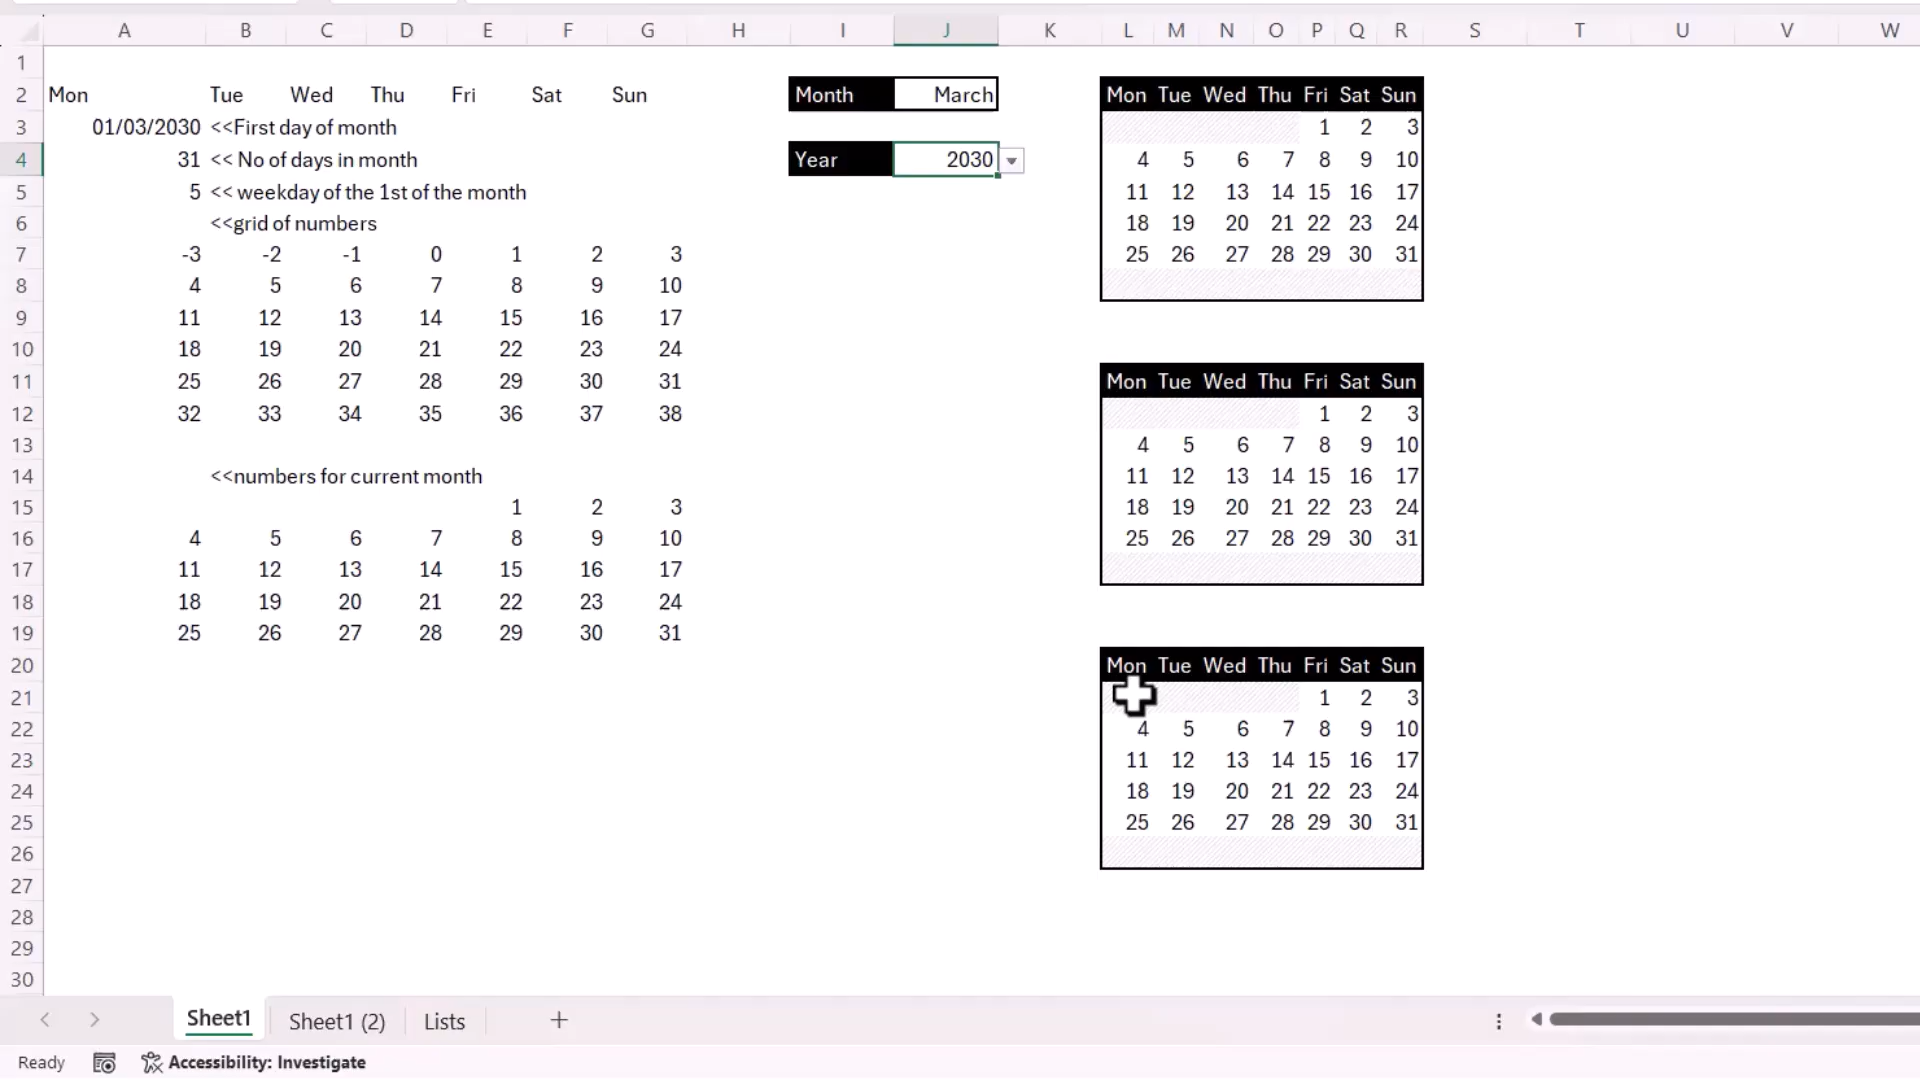 A B C D E F G H I J K L M N O P Q R S T U V W
1
2 Mon Tue Wed Thu Fri Sat Sun Month March Mon Tue Wed Thu Fri Sat Sun
3 01/03/2030 <<First day of month 1 2 3
4 31 << No of days in month Year 2030 4 5 6 7 8 9 10
5 5 << weekday of the 1st of the month 11 12 13 14 15 16 17
6 <<grid of numbers 18 19 20 21 22 23 24
7 -3 -2 -1 0 1 2 3 25 26 27 28 29 30 31
8 4 5 6 7 8 9 10
9 11 12 13 14 15 16 17
10 18 19 20 21 22 23 24
11 25 26 27 28 29 30 31 Mon Tue Wed Thu Fri Sat Sun
12 32 33 34 35 36 37 38 1 2 3
13 4 5 6 7 8 9 10
14 <<numbers for current month 11 12 13 14 15 16 17
15 1 2 3 18 19 20 21 22 23 24
16 4 5 6 7 8 9 10 25 26 27 28 29 30 31
17 11 12 13 14 15 16 17
18 18 19 20 21 22 23 24
19 25 26 27 28 29 30 31
20 Mon Tue Wed Thu Fri Sat Sun
21 1 2 3
22 4 5 6 7 8 9 10
23 11 12 13 14 15 16 17
24 18 19 20 21 22 23 24
25 25 26 27 28 29 30 31
26
27
28
29
30
Sheet1 Sheet1 (2) Lists
Ready Accessibility: Investigate